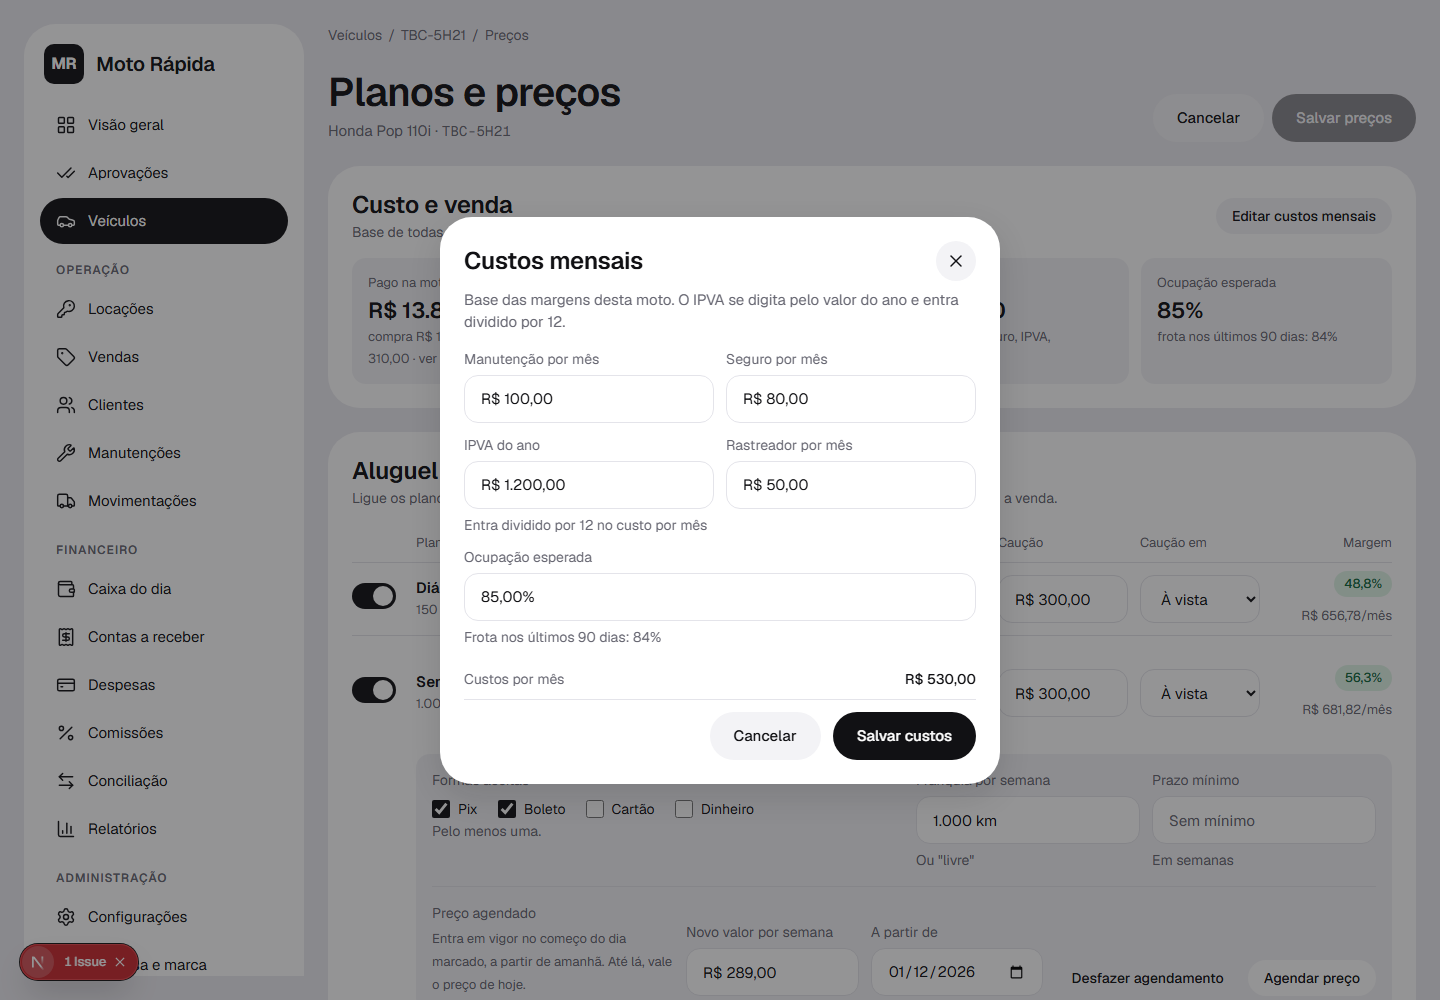 MR Moto Rápida
Visão geral
Aprovações
Veículos
OPERAÇÃO
Locações
Vendas
Clientes
Manutenções
Movimentações
FINANCEIRO
Caixa do dia
Contas a receber
Despesas
Comissões
Conciliação
Relatórios
ADMINISTRAÇÃO
Configurações
e marca
N 1 Issue
Veículos / TBC-5H21 / Preços
Planos e preços
Honda Pop 110i · TBC-5H21
Cancelar
Salvar preços
Custo e venda
Base de todas
Editar custos mensais
R$ 13.8
compra R$ 1
310,00 · ver
IPVA,
Ocupação esperada
85%
frota nos últimos 90 dias: 84%
Custos mensais
Base das margens desta moto. O IPVA se digita pelo valor do ano e entra
dividido por 12.
Manutenção por mês
Seguro por mês
R$ 100,00
R$ 80,00
IPVA do ano
Rastreador por mês
R$ 1.200,00
R$ 50,00
Entra dividido por 12 no custo por mês
Ocupação esperada
85,00%
Frota nos últimos 90 dias: 84%
Custos por mês
R$ 530,00
Cancelar
Salvar custos
Aluguel
Ligue os
a venda.
Caução
Caução em
Margem
R$ 300,00
À vista
48,8%
R$ 656,78/mês
150
R$ 300,00
À vista
56,3%
R$ 681,82/mês
1.00
por semana
Prazo mínimo
Pix
Boleto
Cartão
Dinheiro
1.000 km
Sem mínimo
Pelo menos uma.
Ou "livre"
Em semanas
Preço agendado
Entra em vigor no começo do dia
marcado, a partir de amanhã. Até lá, vale
o preço de hoje.
Novo valor por semana
A partir de
R$ 289,00
01/12/2026
Desfazer agendamento
Agendar preço